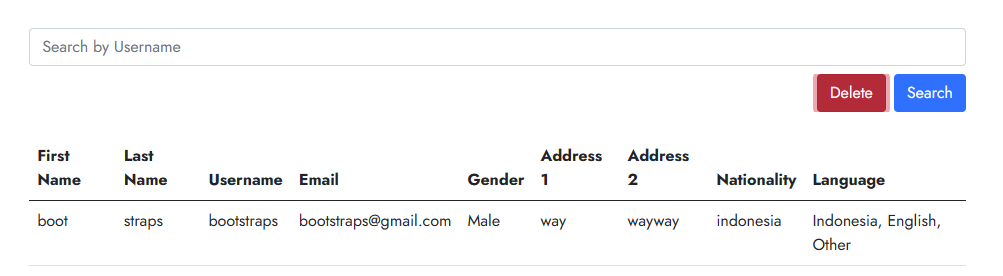 Search by Username
Delete Search
First Name Last Name Username Email Gender Address 1 Address 2 Nationality Language
boot straps bootstraps bootstraps@gmail.com Male way wayway indonesia Indonesia, English,
Other